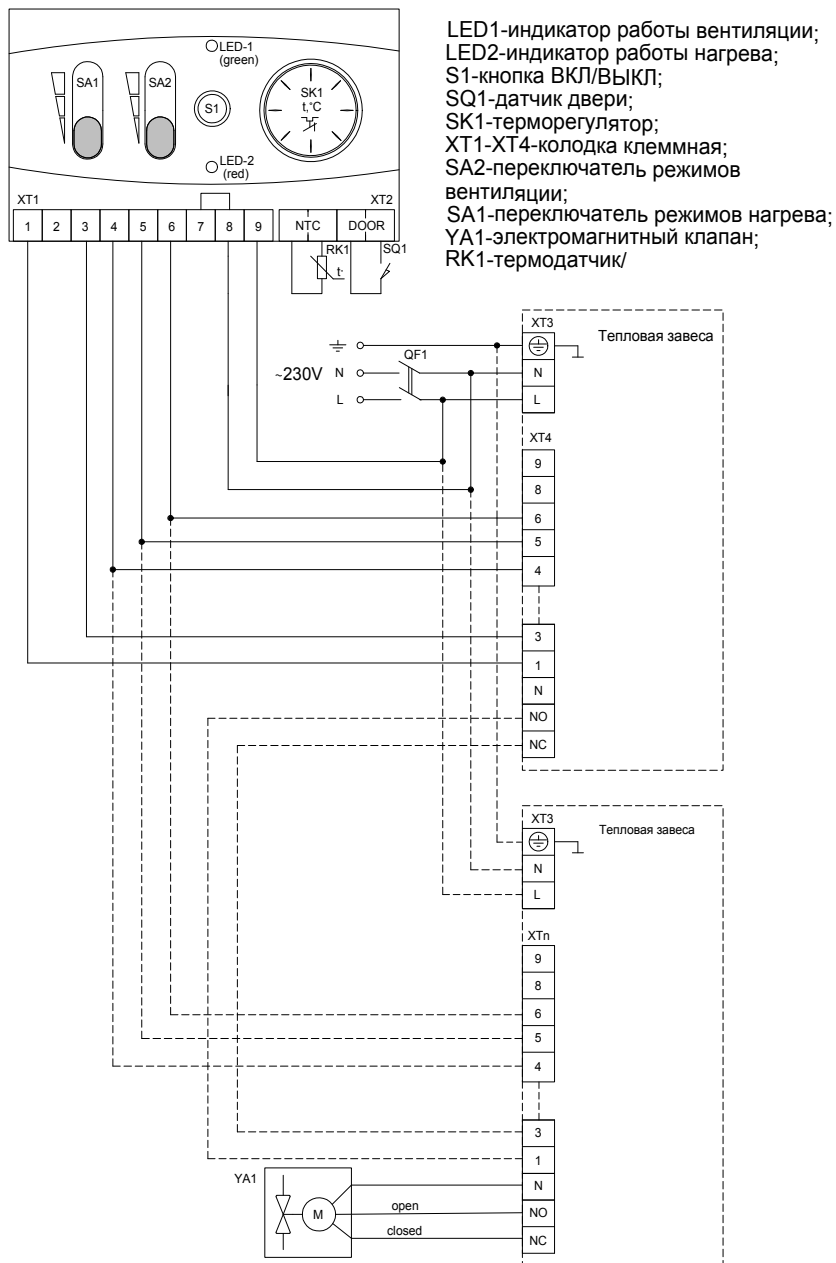 LED-1
(green)
SA1
SA2
S1
SK1
t,°C
LED-2
(red)
XT1
XT2
1 2 3 4 5 6 7 8 9
NTC
DOOR
RK1
t·
SQ1
LED1-индикатор работы вентиляции;
LED2-индикатор работы нагрева;
S1-кнопка ВКЛ/ВЫКЛ;
SQ1-датчик двери;
SK1-терморегулятор;
XT1-XT4-колодка клеммная;
SA2-переключатель режимов
вентиляции;
SA1-переключатель режимов нагрева;
YA1-электромагнитный клапан;
RK1-термодатчик/
XT3
Тепловая завеса
QF1
~230V
N
L
N
L
XT4
9
8
6
5
4
3
1
N
NO
NC
XT3
Тепловая завеса
N
L
XTn
9
8
6
5
4
3
1
N
NO
NC
YA1
M
open
closed